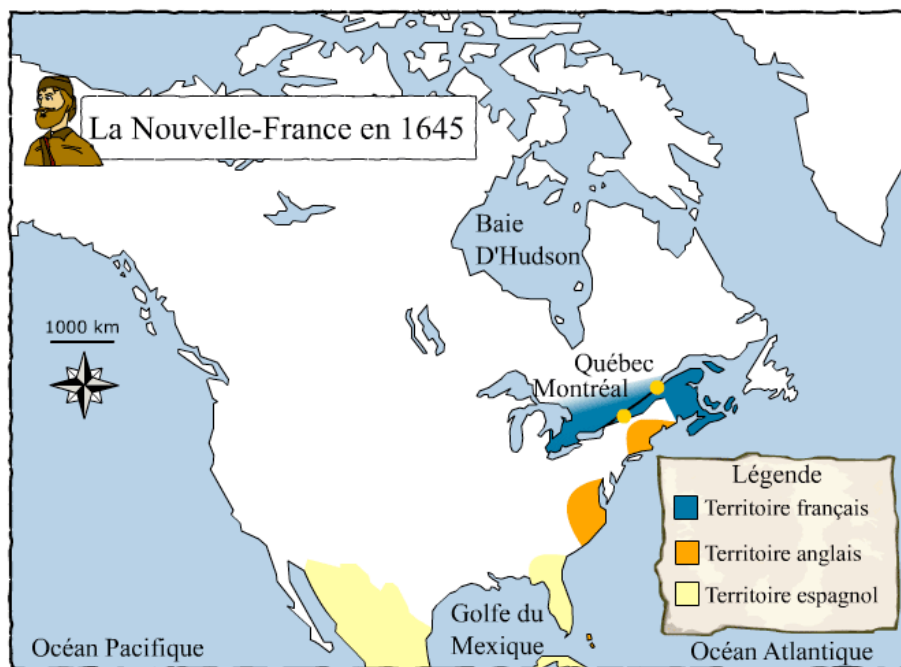 La Nouvelle-France en 1645
Baie
D'Hudson
1000 km
Québec
Montréal
Légende
Territoire français
Territoire anglais
Territoire espagnol
Golfe du
Mexique
Océan Pacifique
Océan Atlantique